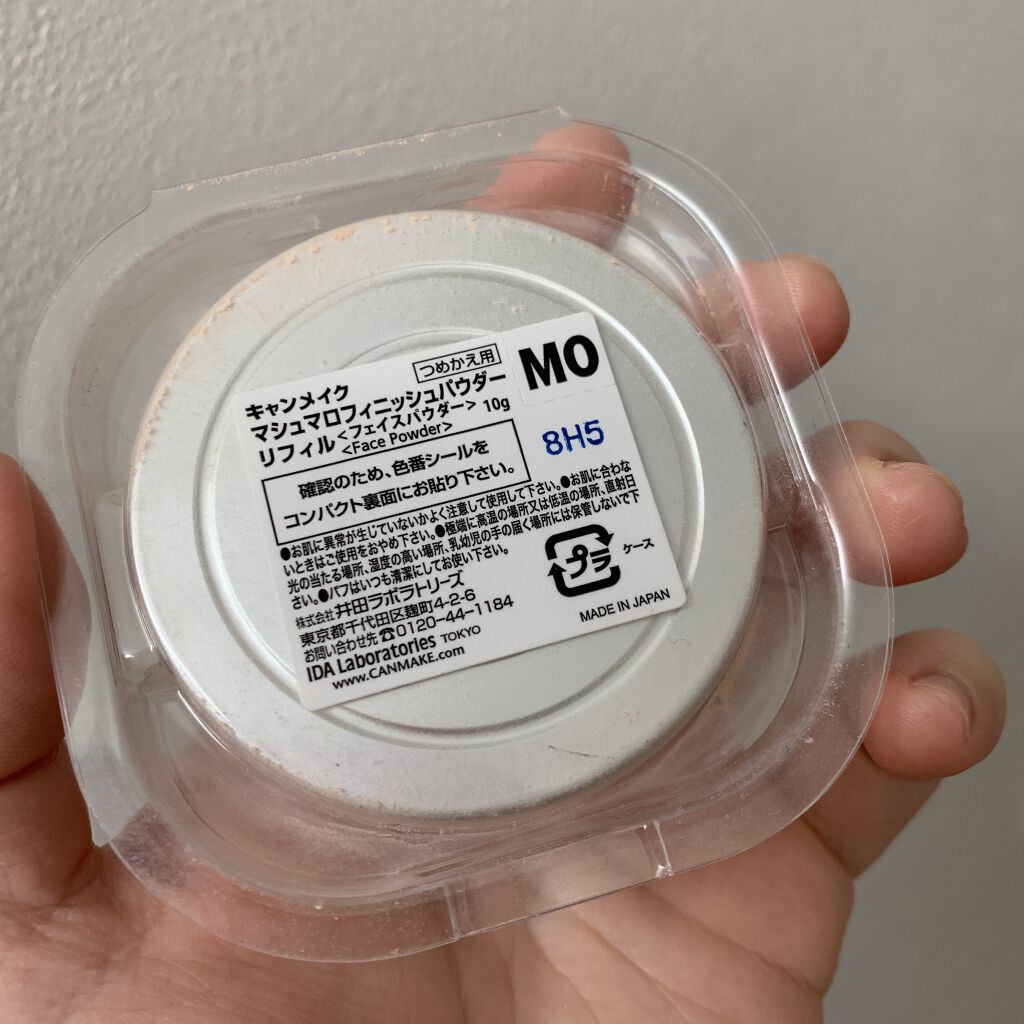 つめかえ用
MO
キャンメイク
マシュマロフィニッシュパウダー
リフィル<フェイスパウダー> 10g
<Face Powder>
8H5
確認のため、色番シールを
コンパクト裏面にお貼り下さい。
●お肌に異常が生じていないかよく注意して使用して下さい。●お肌に合わな
いときはご使用をおやめ下さい。●極端に高温の場所又は低温の場所、直射日
光の当たる場所、湿度の高い場所、乳幼児の手の届く場所には保管しないで下
さい。●パフはいつも清潔にしてお使い下さい。
プラ
ケース
株式会社 井田ラボラトリーズ
東京都千代田区麹町4-2-6
お問い合わせ先 ☎0120-44-1184
IDA Laboratories TOKYO
www.CANMAKE.com
MADE IN JAPAN